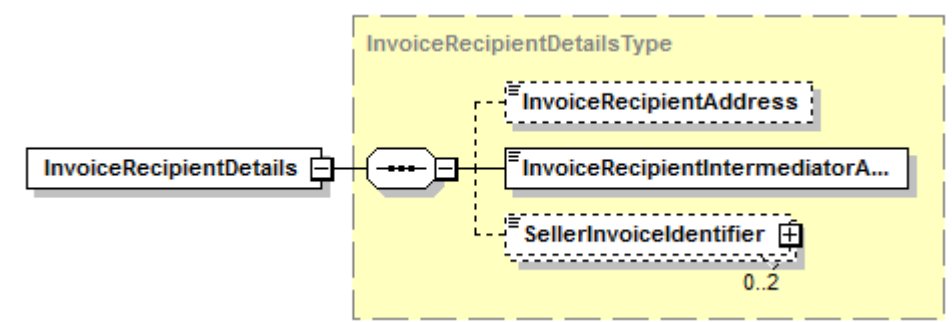 InvoiceRecipientDetailsType
InvoiceRecipientAddress
InvoiceRecipientDetails
InvoiceRecipientIntermediatorA...
SellerInvoiceIdentifier
0..2